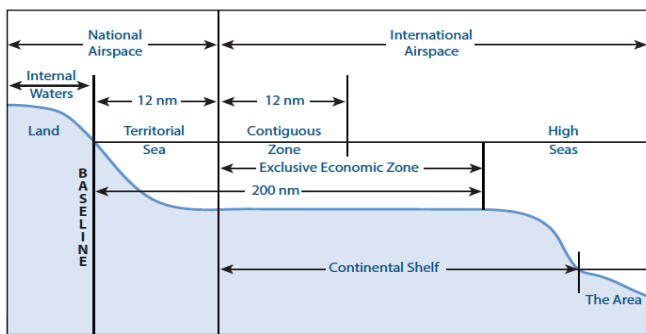 National
Airspace
International
Airspace
Internal
Waters
12 nm
12 nm
Land
Territorial
Sea
Contiguous
Zone
High
Seas
Exclusive Economic Zone
200 nm
BASELINE
Continental Shelf
The Area